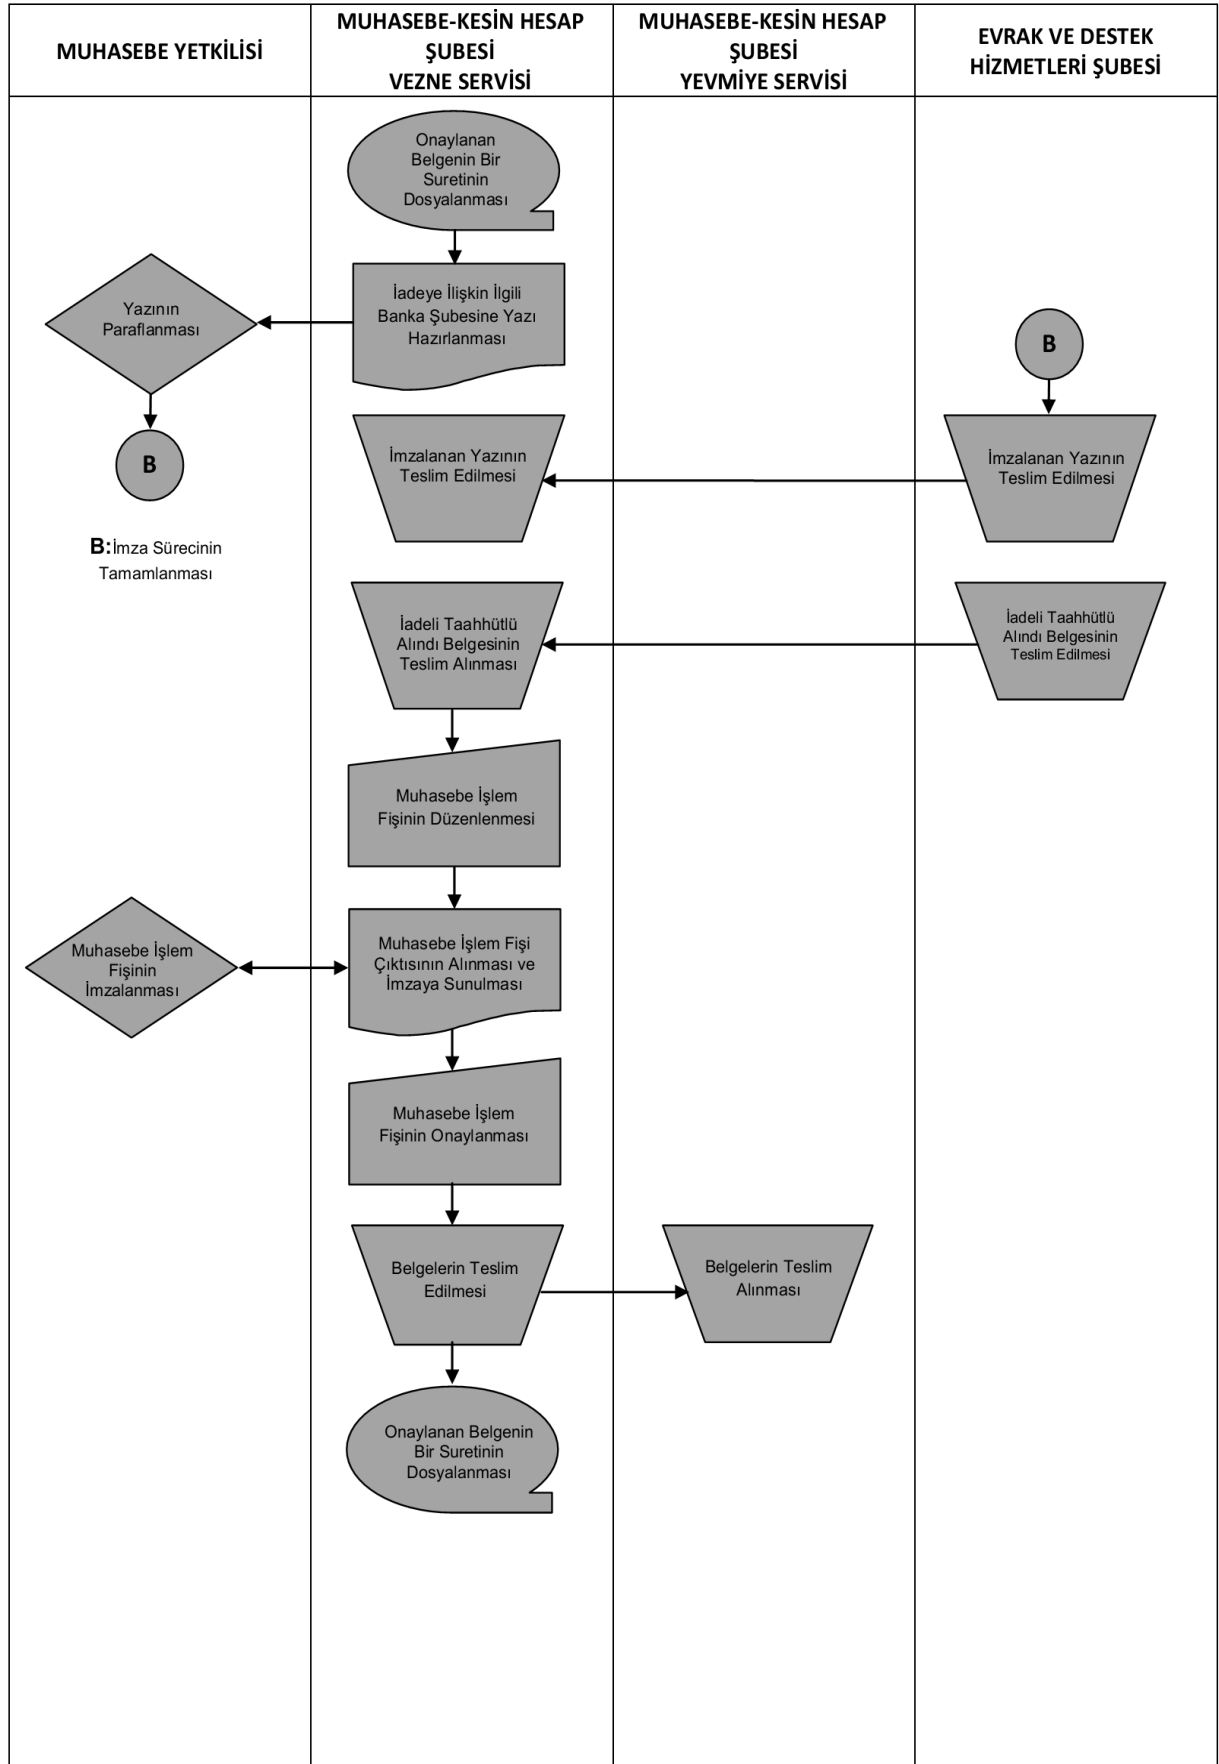 MUHASEBE YETKİLİSİ
MUHASEBE-KESİN HESAP
ŞUBESİ
VEZNE SERVİSİ
MUHASEBE-KESİN HESAP
ŞUBESİ
YEVMİYE SERVİSİ
EVRAK VE DESTEK
HİZMETLERİ ŞUBESİ
Onaylanan
Belgenin Bir
Suretinin
Dosyalanması
Yazının
Paraflanması
İadeye İlişkin İlgili
Banka Şubesine Yazı
Hazırlanması
B
B
İmzalanan Yazının
Teslim Edilmesi
İmzalanan Yazının
Teslim Edilmesi
B:İmza Sürecinin
Tamamlanması
İadeli Taahhütlü
Alındı Belgesinin
Teslim Alınması
İadeli Taahhütlü
Alındı Belgesinin
Teslim Edilmesi
Muhasebe İşlem
Fişinin Düzenlenmesi
Muhasebe İşlem
Fişinin
İmzalanması
Muhasebe İşlem Fişi
Çıktısının Alınması ve
İmzaya Sunulması
Muhasebe İşlem
Fişinin Onaylanması
Belgelerin Teslim
Edilmesi
Belgelerin Teslim
Alınması
Onaylanan Belgenin
Bir Suretinin
Dosyalanması